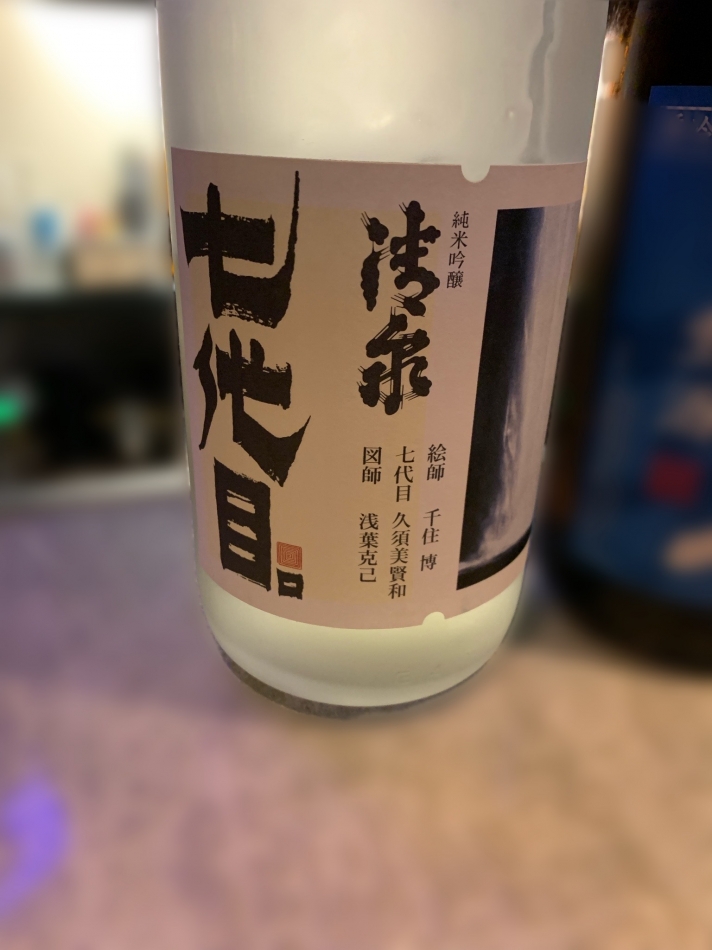 純米吟醸
清泉
絵師 千住 博
七代目 久須美賢和
図師 浅葉克己
七代目。